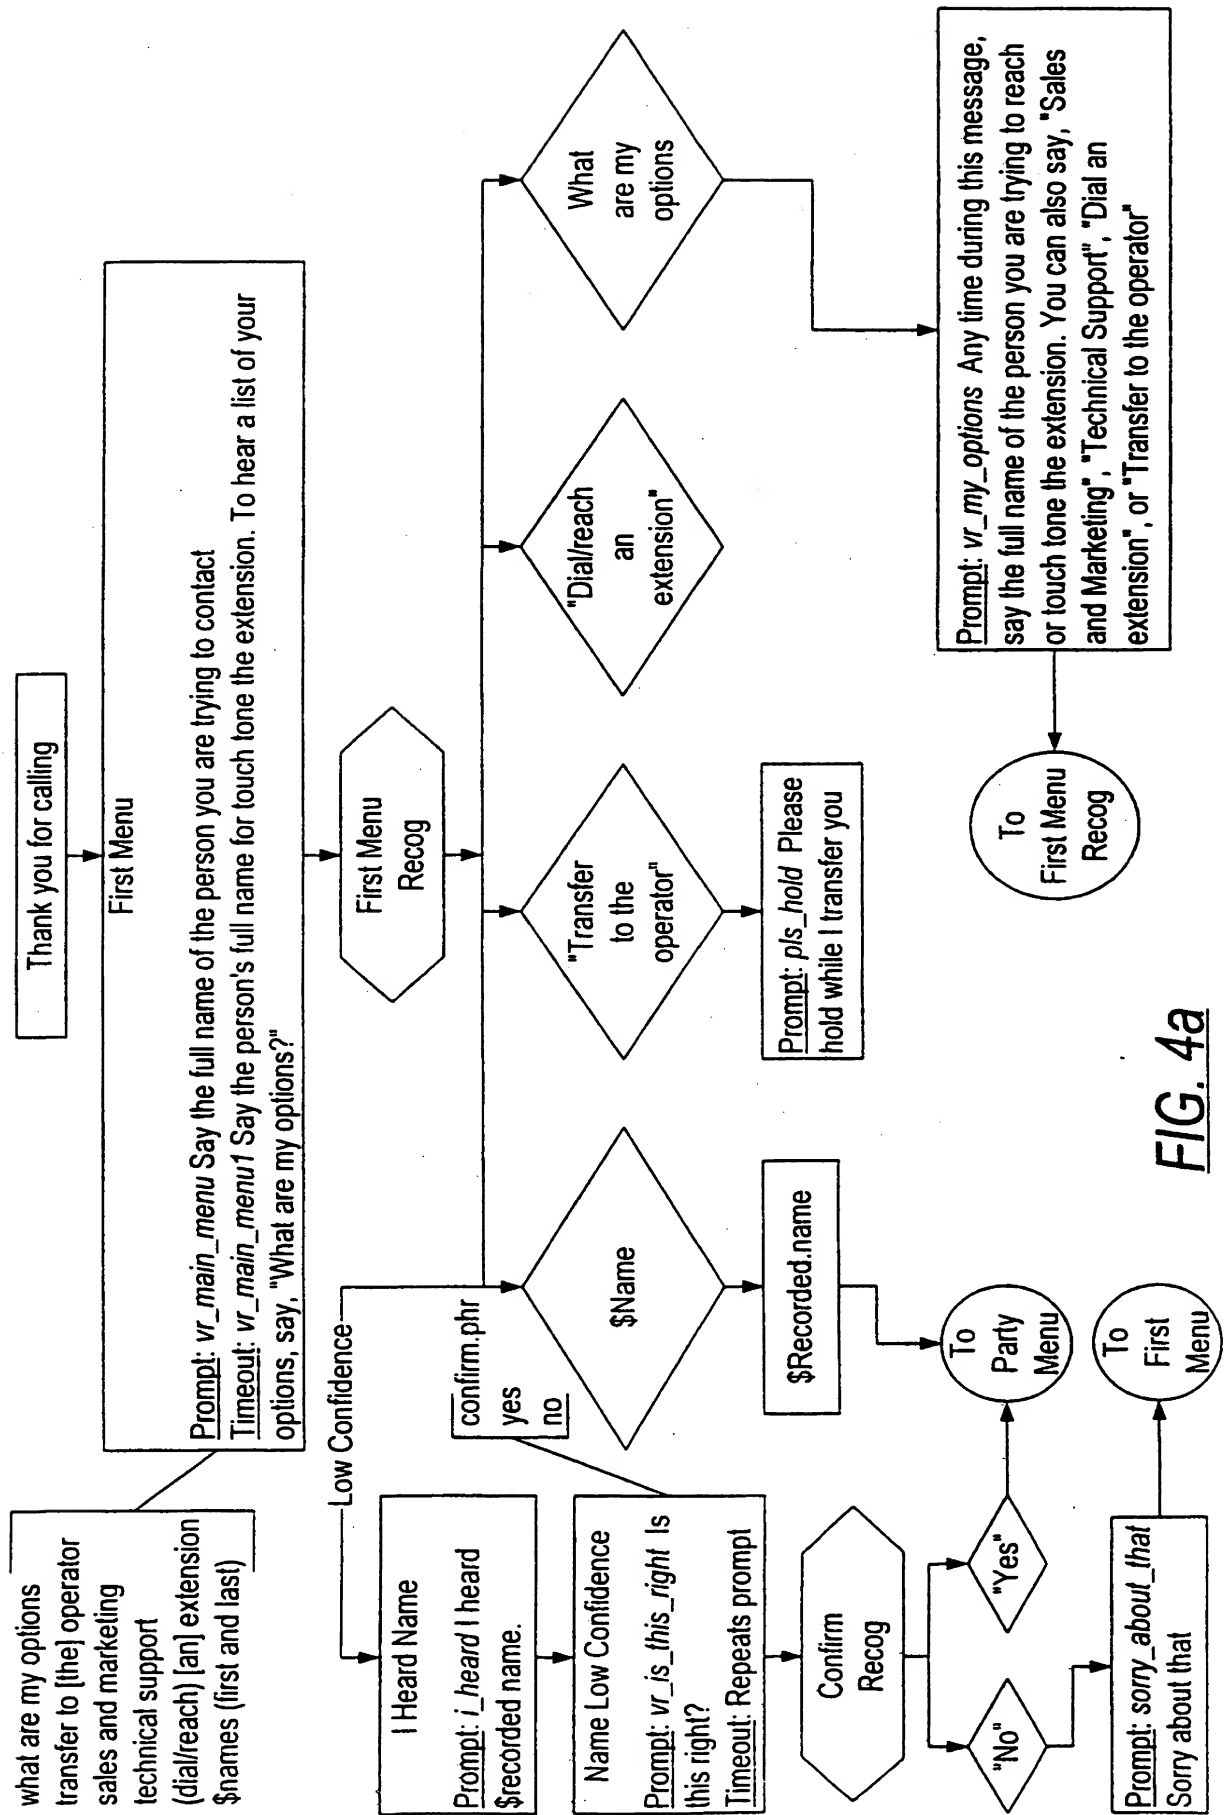 Thank you for calling
what are my options
transfer to [the] operator
sales and marketing
technical support
(dial/reach) [an] extension
$names (first and last)
First Menu
Prompt: vr_main_menu Say the full name of the person you are trying to contact
Timeout: vr_main_menu1 Say the person's full name for touch tone the extension. To hear a list of your
options, say, "What are my options?"
First Menu
Recog
Low Confidence
I Heard Name
Prompt: i_heard I heard
$recorded name.
confirm.phr
yes
no
Name Low Confidence
Prompt: vr_is_this_right Is
this right?
Timeout: Repeats prompt
Confirm
Recog
"No"
"Yes"
Prompt: sorry_about_that
Sorry about that
To
First
Menu
$Name
$Recorded.name
To
Party
Menu
"Transfer
to the
operator"
Prompt: pls_hold Please
hold while I transfer you
"Dial/reach
an
extension"
What
are my
options
Prompt: vr_my_options Any time during this message,
say the full name of the person you are trying to reach
or touch tone the extension. You can also say, "Sales
and Marketing", "Technical Support", "Dial an
extension", or "Transfer to the operator"
To
First Menu
Recog
FIG. 4a